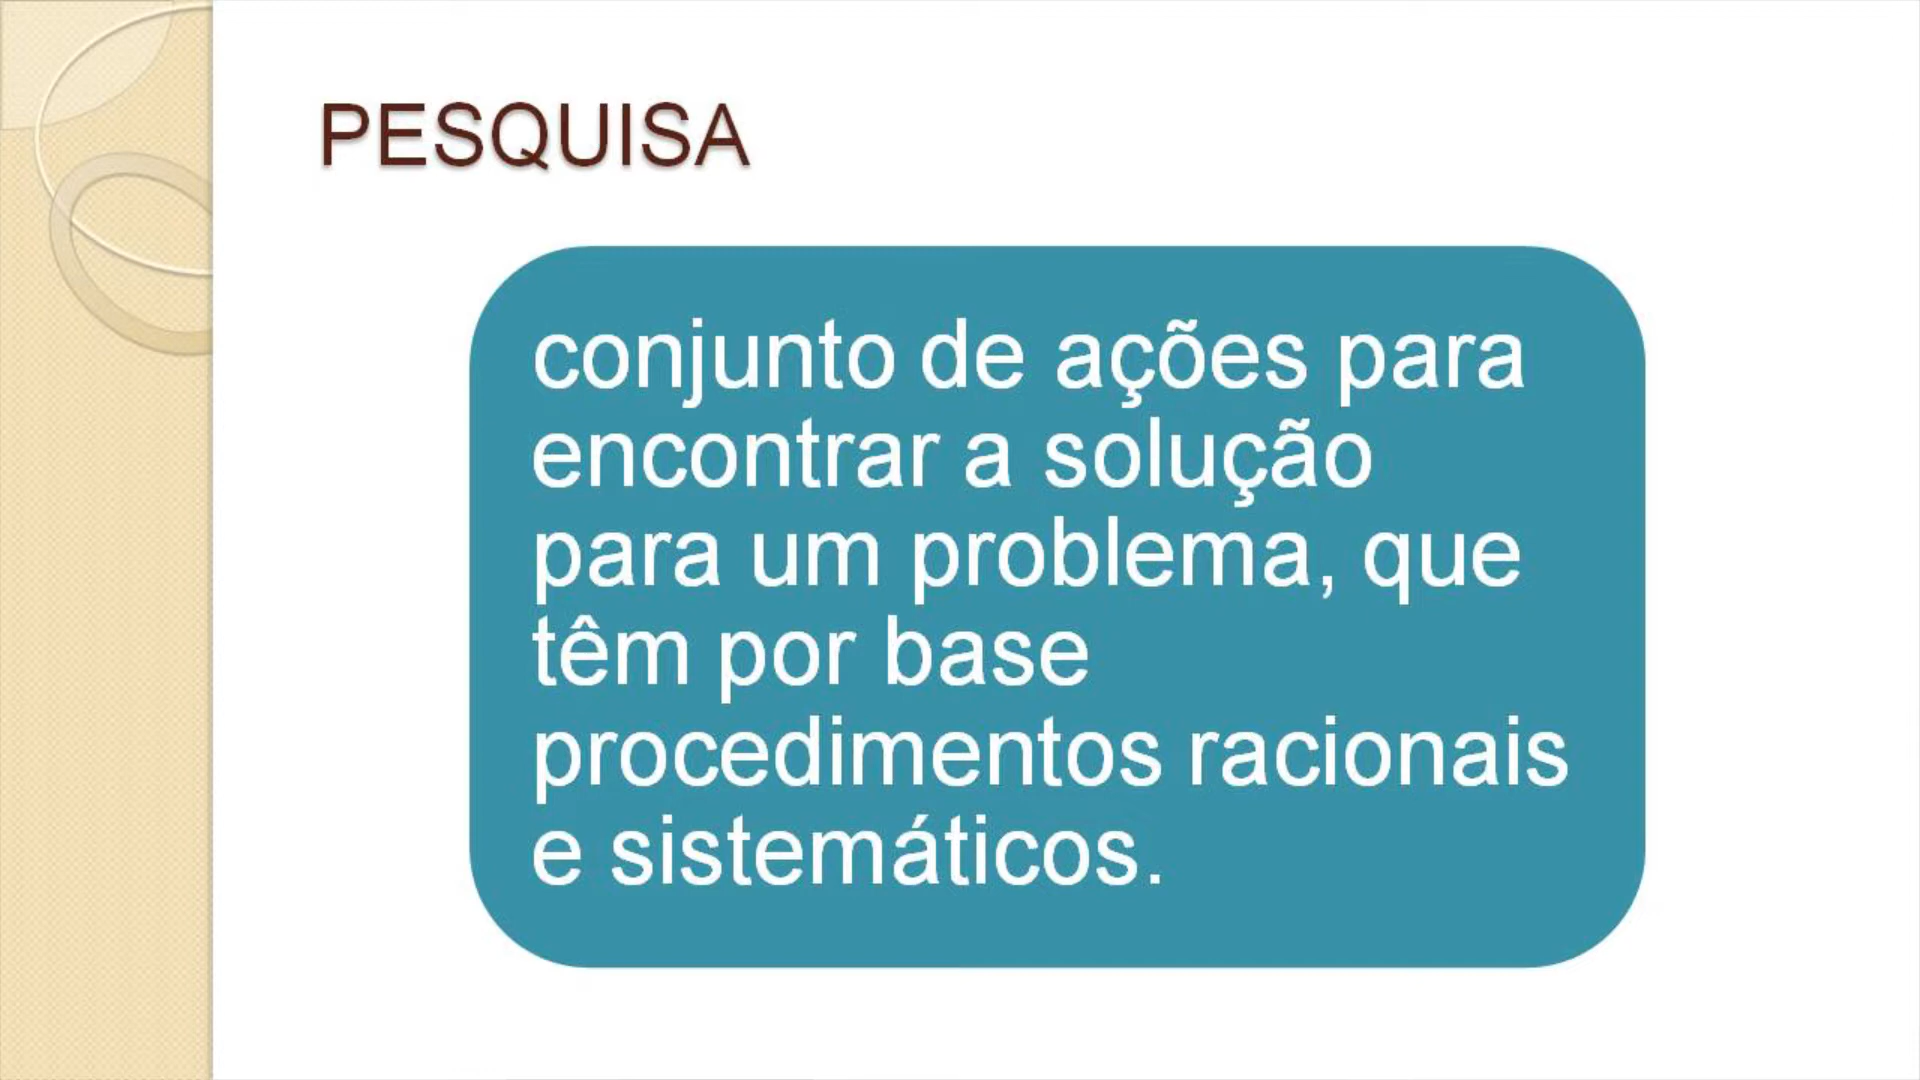 PESQUISA
conjunto de ações para
encontrar a solução
para um problema, que
têm por base
procedimentos racionais
e sistemáticos.